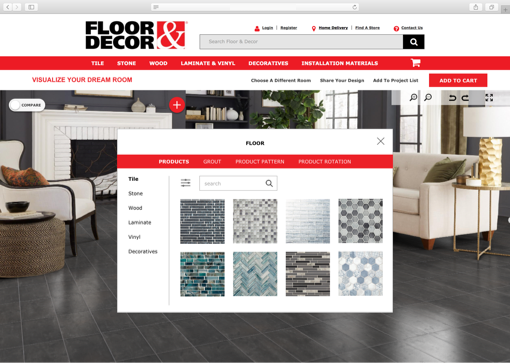 FLOOR & DECOR
Login | Register
Home Delivery | Find A Store
Contact Us
Search Floor & Decor
TILE STONE WOOD LAMINATE & VINYL DECORATIVES INSTALLATION MATERIALS
VISUALIZE YOUR DREAM ROOM
Choose A Different Room Share Your Design Add To Project List ADD TO CART
COMPARE
FLOOR
PRODUCTS GROUT PRODUCT PATTERN PRODUCT ROTATION
Tile
search
Stone
Wood
Laminate
Vinyl
Decoratives